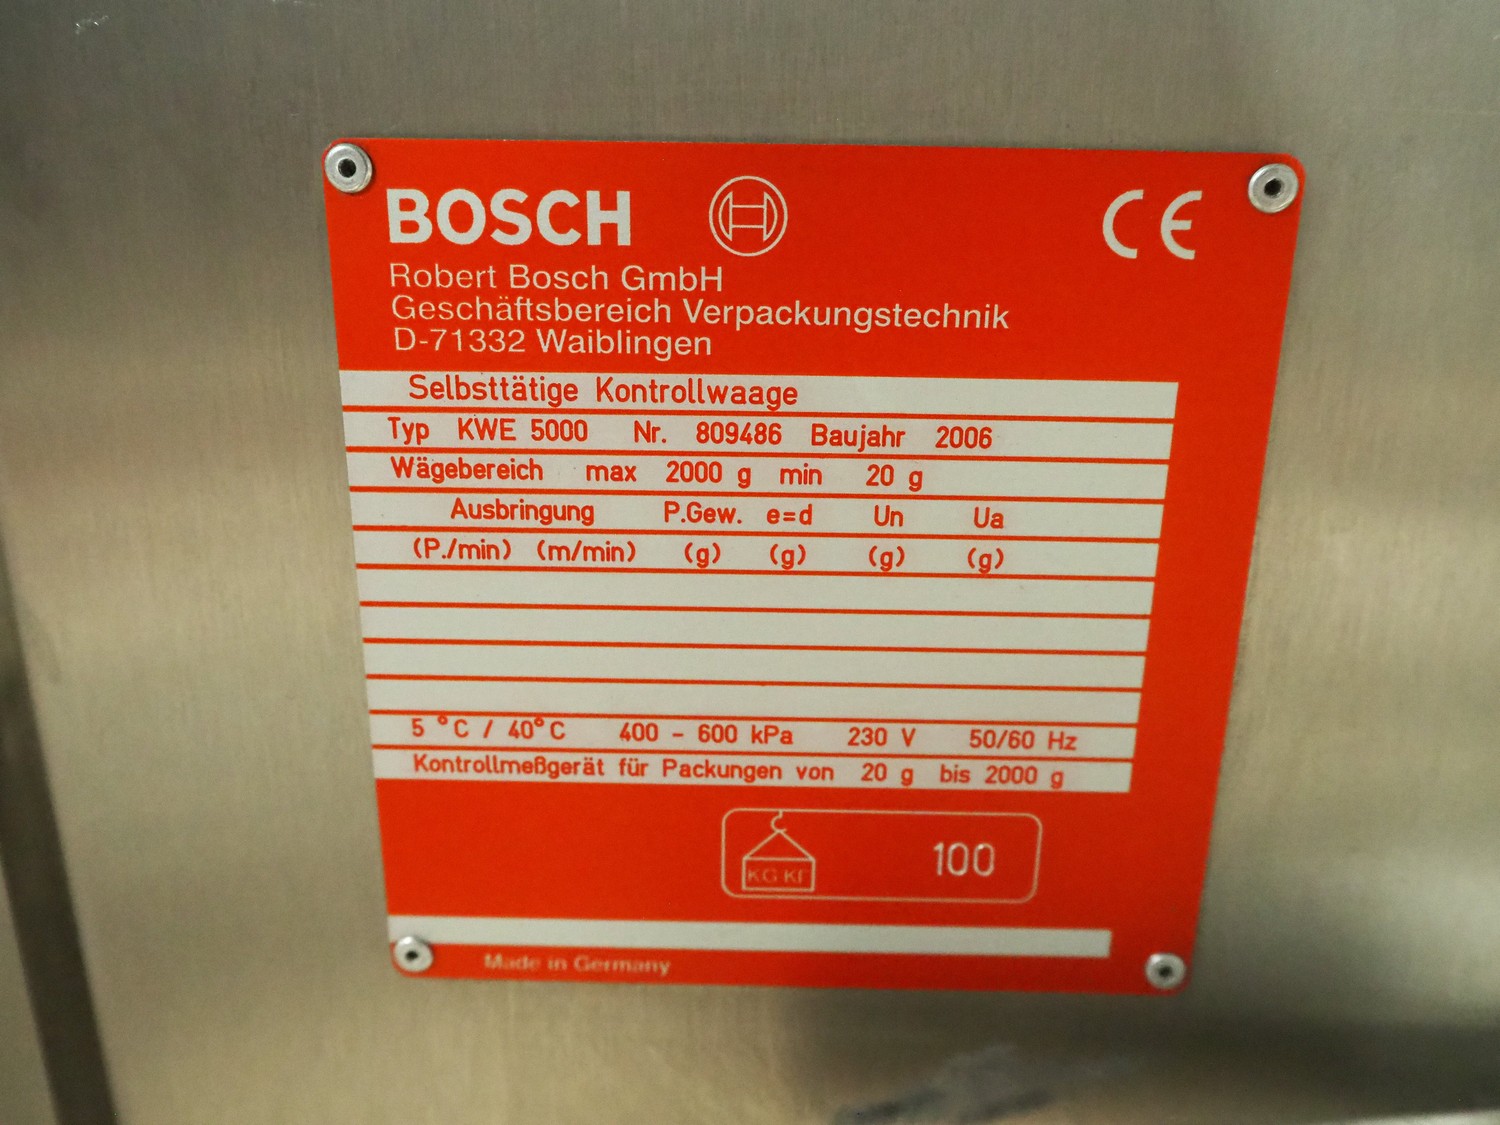 BOSCH CE
Robert Bosch GmbH
Geschäftsbereich Verpackungstechnik
D-71332 Waiblingen
Selbsttätige Kontrollwaage
Typ KWE 5000 Nr. 809486 Baujahr 2006
Wägebereich max 2000 g min 20 g
Ausbringung P.Gew. e=d Un Ua
(P./min) (m/min) (g) (g) (g) (g)
5 °C / 40°C 400 - 600 kPa 230 V 50/60 Hz
Kontrollmeßgerät für Packungen von 20 g bis 2000 g
KG КГ 100
Made in Germany